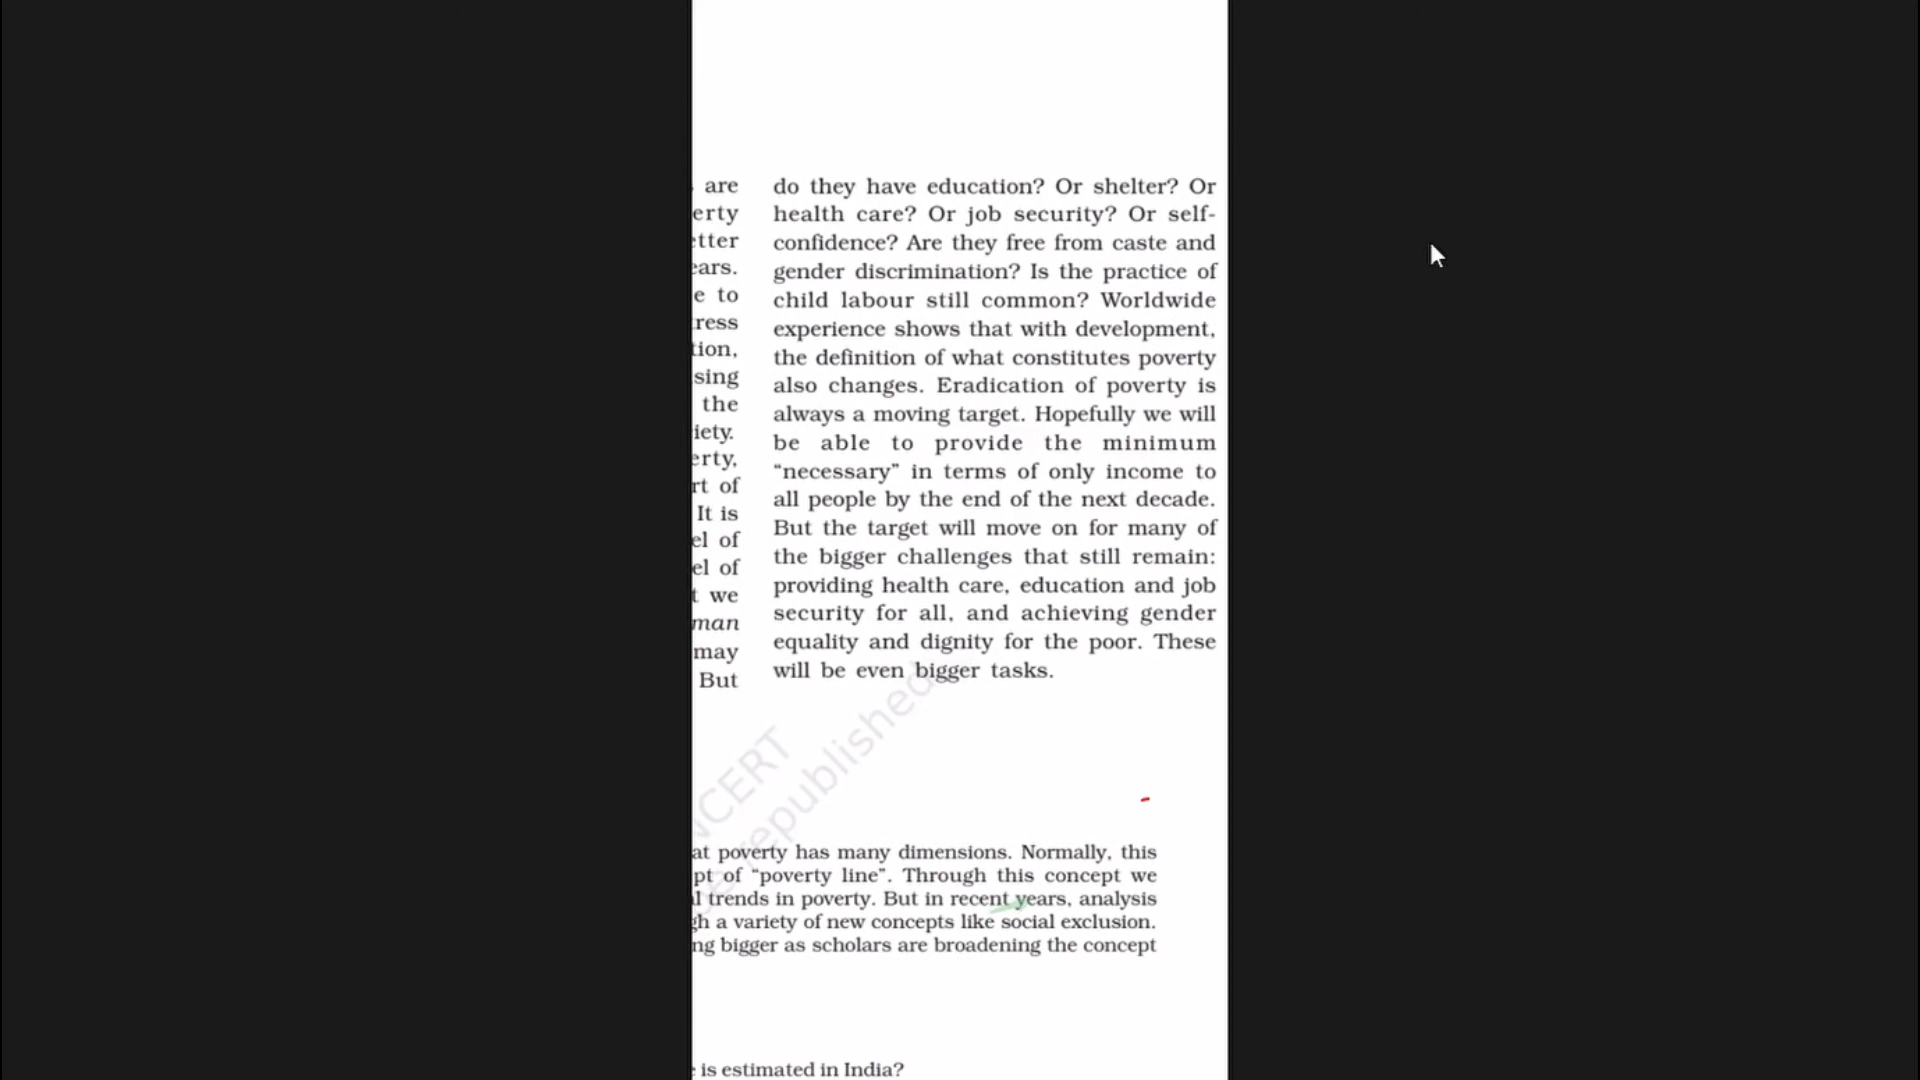 are
erty
etter
ears.
e to
ress
tion,
sing
the
iety.
erty,
rt of
It is
el of
el of
t we
man
may
But
do they have education? Or shelter? Or
health care? Or job security? Or self-
confidence? Are they free from caste and
gender discrimination? Is the practice of
child labour still common? Worldwide
experience shows that with development,
the definition of what constitutes poverty
also changes. Eradication of poverty is
always a moving target. Hopefully we will
be able to provide the minimum
“necessary” in terms of only income to
all people by the end of the next decade.
But the target will move on for many of
the bigger challenges that still remain:
providing health care, education and job
security for all, and achieving gender
equality and dignity for the poor. These
will be even bigger tasks.
NCERT
be republished
at poverty has many dimensions. Normally, this
pt of “poverty line”. Through this concept we
l trends in poverty. But in recent years, analysis
gh a variety of new concepts like social exclusion.
ng bigger as scholars are broadening the concept
is estimated in India?